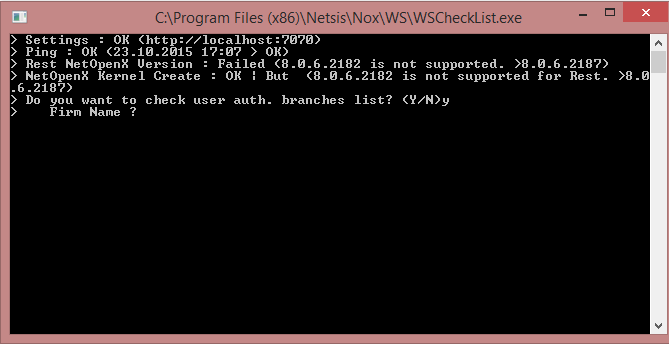 C:\Program Files (x86)\Netsis\Nox\WS\WSCheckList.exe
> Settings : OK (http://localhost:7070)
> Ping : OK (23.10.2015 17:07 > OK)
> Rest NetOpenX Version : Failed (8.0.6.2182 is not supported. >8.0.6.2187)
> NetOpenX Kernel Create : OK ¦ But  (8.0.6.2182 is not supported for Rest. >8.0
.6.2187)
> Do you want to check user auth. branches list? (Y/N)y
>    Firm Name ?